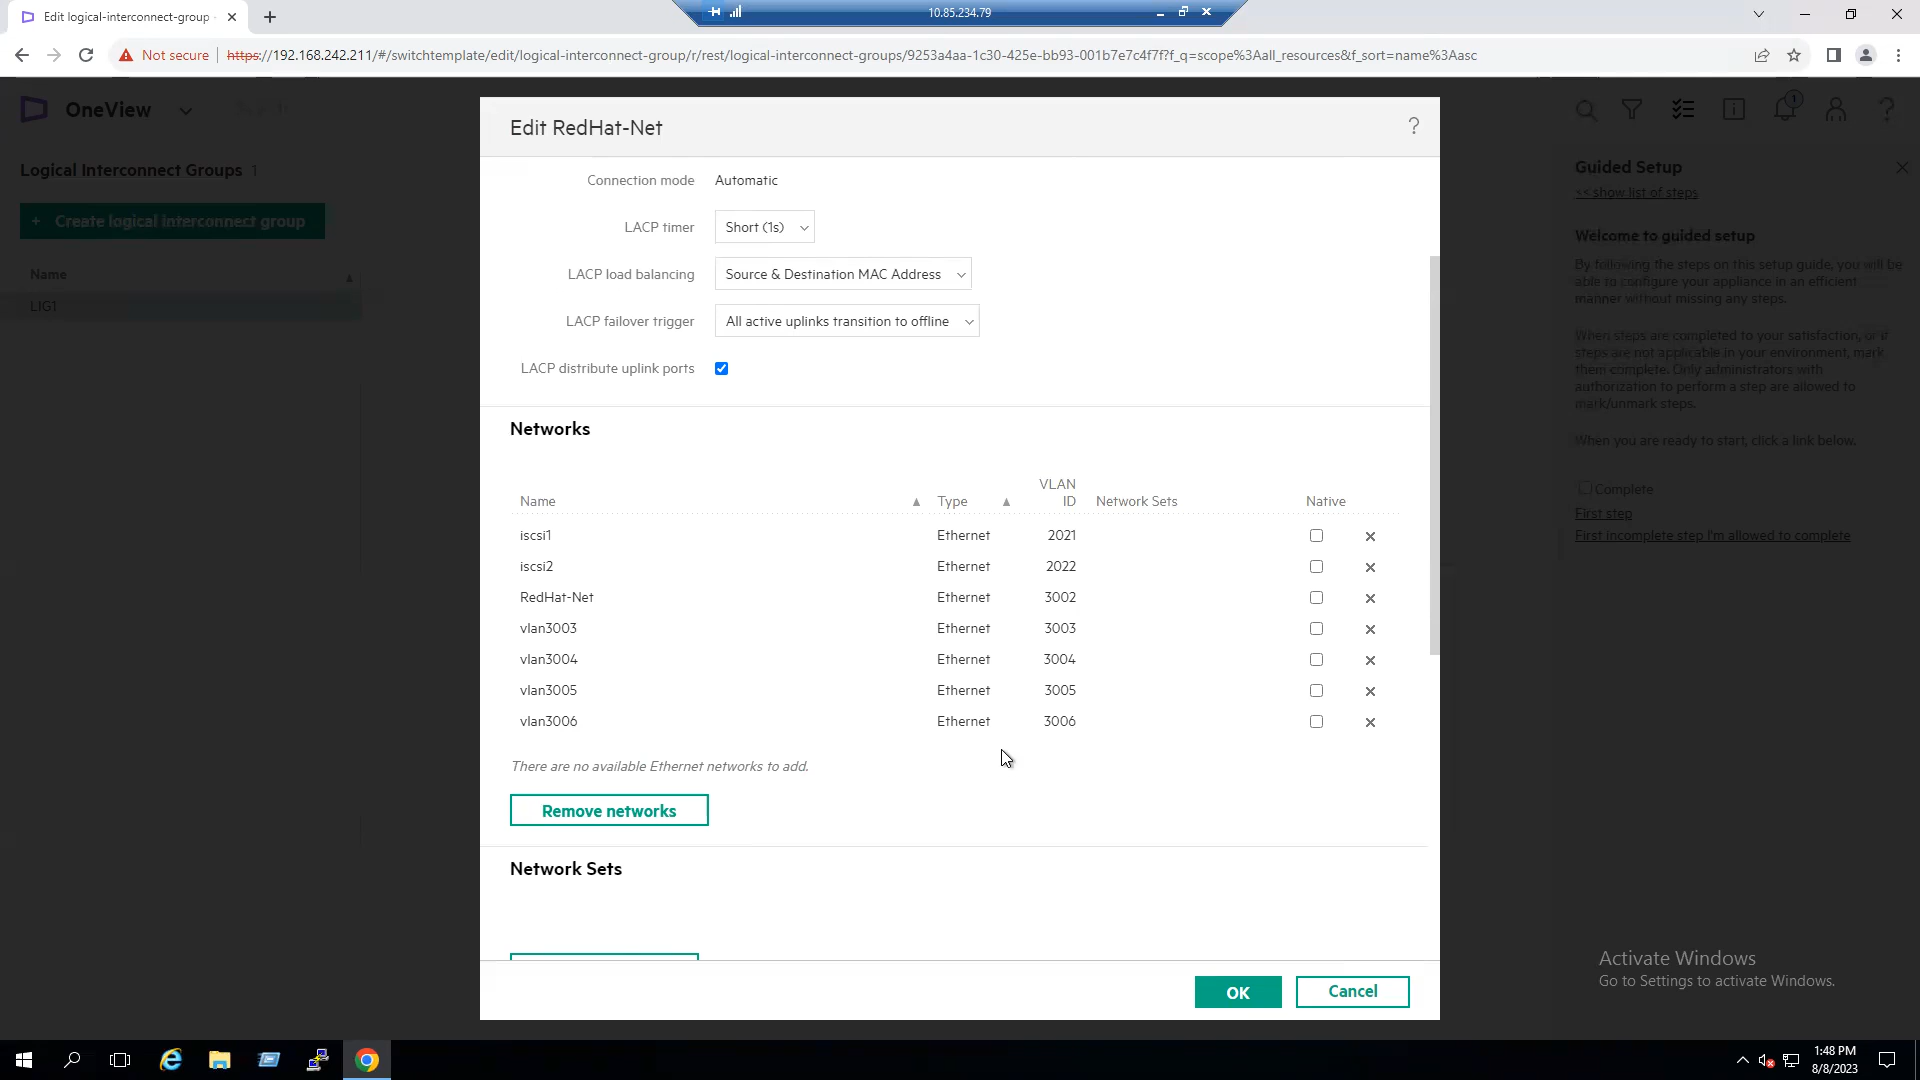 Edit logical-interconnect-group
10.85.234.79
Not secure
https://192.168.242.211/#/switchtemplate/edit/logical-interconnect-group/r/rest/logical-interconnect-groups/9253a4aa-1c30-425e-bb93-001b7e7c4f7f?f_q=scope%3Aall_resources&f_sort=name%3Aasc
OneView
1
Logical Interconnect Groups 1
+ Create logical interconnect group
Name
LIG1
Edit RedHat-Net
?
Connection mode Automatic
LACP timer Short (1s)
LACP load balancing Source & Destination MAC Address
LACP failover trigger All active uplinks transition to offline
LACP distribute uplink ports
Networks
Name Type VLAN ID Network Sets Native
iscsi1 Ethernet 2021
iscsi2 Ethernet 2022
RedHat-Net Ethernet 3002
vlan3003 Ethernet 3003
vlan3004 Ethernet 3004
vlan3005 Ethernet 3005
vlan3006 Ethernet 3006
There are no available Ethernet networks to add.
Remove networks
Network Sets
OK
Cancel
Guided Setup
<< show list of steps
Welcome to guided setup
By following the steps on this setup guide, you will be
able to configure your appliance in an efficient
manner without missing any steps.
When steps are completed to your satisfaction, or if
steps are not applicable in your environment, mark
them complete. Only administrators with
authorization to perform a step are allowed to
mark/unmark steps.
When you are ready to start, click a link below.
Complete
First step
First incomplete step I'm allowed to complete
Activate Windows
Go to Settings to activate Windows.
1:48 PM
8/8/2023